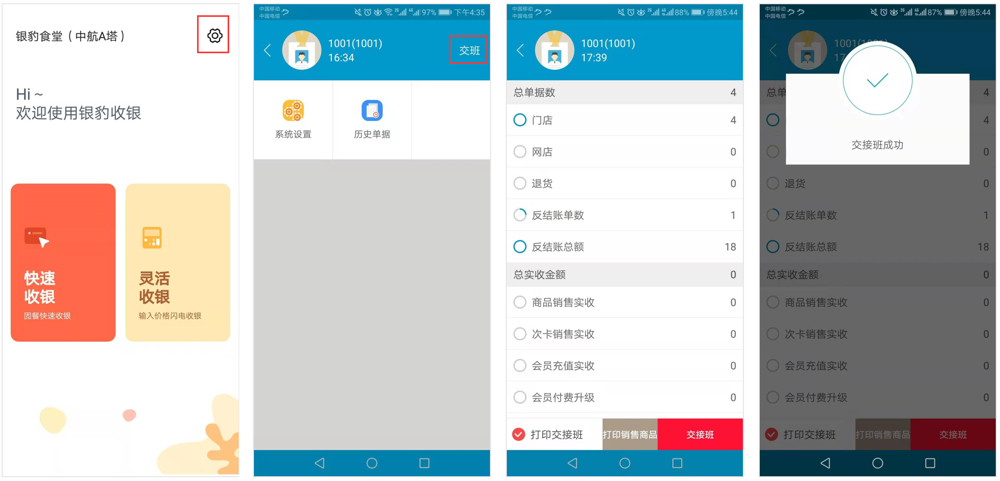 银豹食堂（中航A塔）
Hi ~
欢迎使用银豹收银
快速
收银
固餐快速收银
灵活
收银
输入价格闪电收银
中国移动
中国电信
2G 4G 97% 下午4:35
1001(1001)
16:34
交班
系统设置
历史单据
中国移动
中国电信
2G 4G 88% 傍晚5:44
1001(1001)
17:39
总单据数 4
门店 4
网店 0
退货 0
反结账单数 1
反结账总额 18
总实收金额 0
商品销售实收 0
次卡销售实收 0
会员充值实收 0
会员付费升级 0
打印交接班 打印销售商品 交接班
中国移动
中国电信
2G 4G 87% 傍晚5:44
1001(1001)
17
交接班成功
总单 4
4
0
退货 0
反结账单数 1
反结账总额 18
总实收金额 0
商品销售实收 0
次卡销售实收 0
会员充值实收 0
会员付费升级 0
打印交接班 打印销售商品 交接班